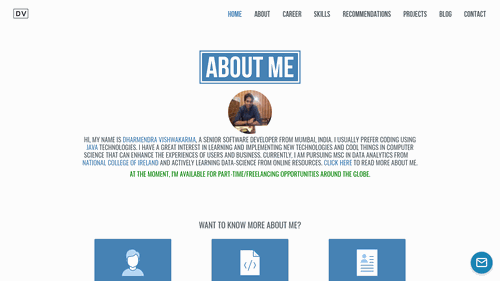 DV
HOME ABOUT CAREER SKILLS RECOMMENDATIONS PROJECTS BLOG CONTACT
ABOUT ME
HI, MY NAME IS DHARMENDRA VISHWAKARMA, A SENIOR SOFTWARE DEVELOPER FROM MUMBAI, INDIA. I USUALLY PREFER CODING USING
JAVA TECHNOLOGIES. I HAVE A GREAT INTEREST IN LEARNING AND IMPLEMENTING NEW TECHNOLOGIES AND COOL THINGS IN COMPUTER
SCIENCE THAT CAN ENHANCE THE EXPERIENCES OF USERS AND BUSINESS. CURRENTLY, I AM PURSUING MSC IN DATA ANALYTICS FROM
NATIONAL COLLEGE OF IRELAND AND ACTIVELY LEARNING DATA-SCIENCE FROM ONLINE RESOURCES. CLICK HERE TO READ MORE ABOUT ME.
AT THE MOMENT, I'M AVAILABLE FOR PART-TIME/FREELANCING OPPORTUNITIES AROUND THE GLOBE.
WANT TO KNOW MORE ABOUT ME?